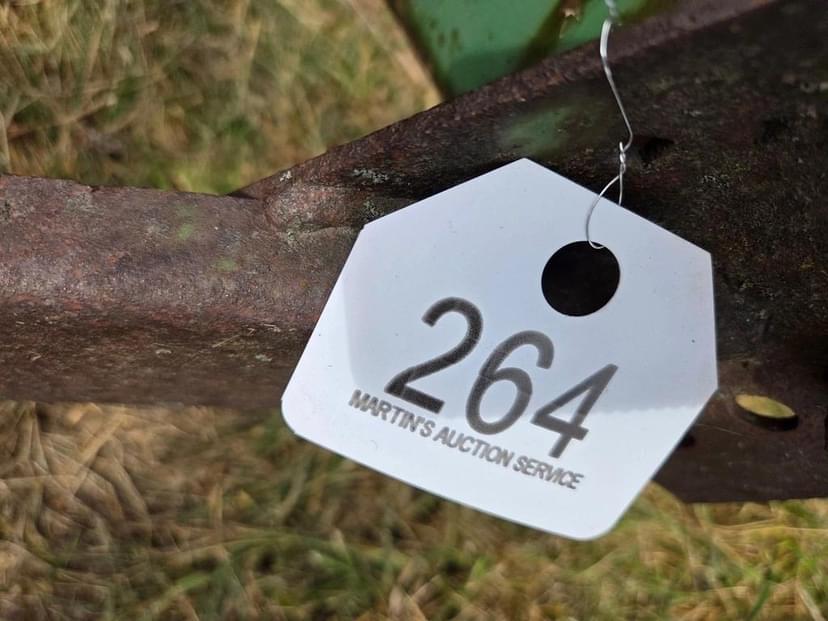 264
MARTIN'S AUCTION SERVICE